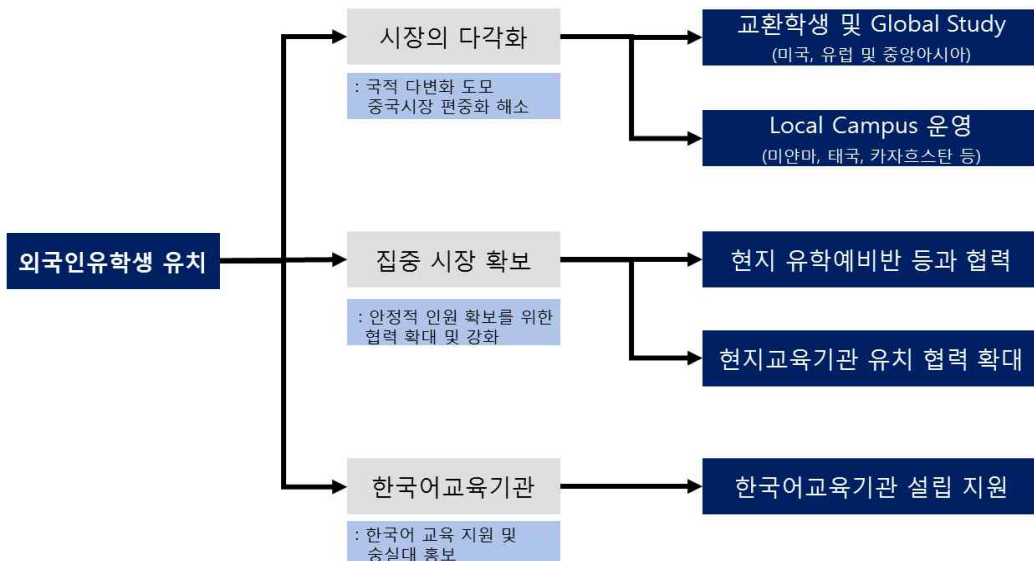 외국인유학생 유치
시장의 다각화
: 국적 다변화 도모
중국시장 편중화 해소
교환학생 및 Global Study
(미국, 유럽 및 중앙아시아)
Local Campus 운영
(미얀마, 태국, 카자흐스탄 등)
집중 시장 확보
: 안정적 인원 확보를 위한
협력 확대 및 강화
현지 유학예비반 등과 협력
현지교육기관 유치 협력 확대
한국어교육기관
: 한국어 교육 지원 및
숭실대 홍보
한국어교육기관 설립 지원